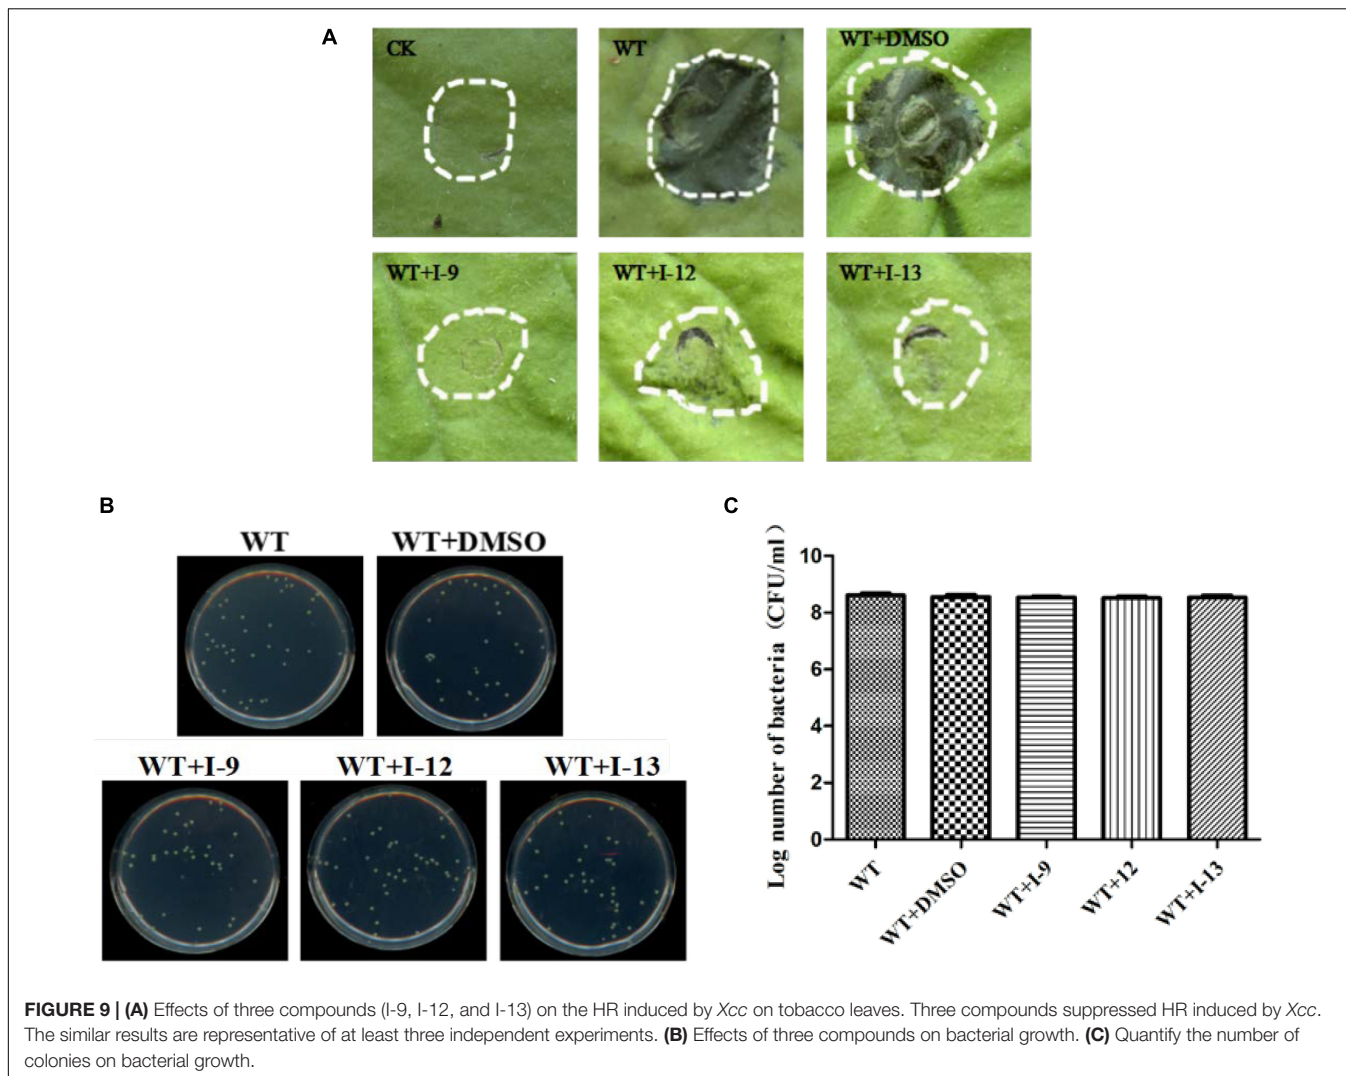 A
CK
WT
WT+DMSO
WT+I-9
WT+I-12
WT+I-13
B
WT
WT+DMSO
WT+I-9
WT+I-12
WT+I-13
C
Log number of bacteria (CFU/ml)
10
8
6
4
2
0
WT
WT+DMSO
WT+I-9
WT+12
WT+I-13
FIGURE 9 | (A) Effects of three compounds (I-9, I-12, and I-13) on the HR induced by Xcc on tobacco leaves. Three compounds suppressed HR induced by Xcc.
The similar results are representative of at least three independent experiments. (B) Effects of three compounds on bacterial growth. (C) Quantify the number of
colonies on bacterial growth.